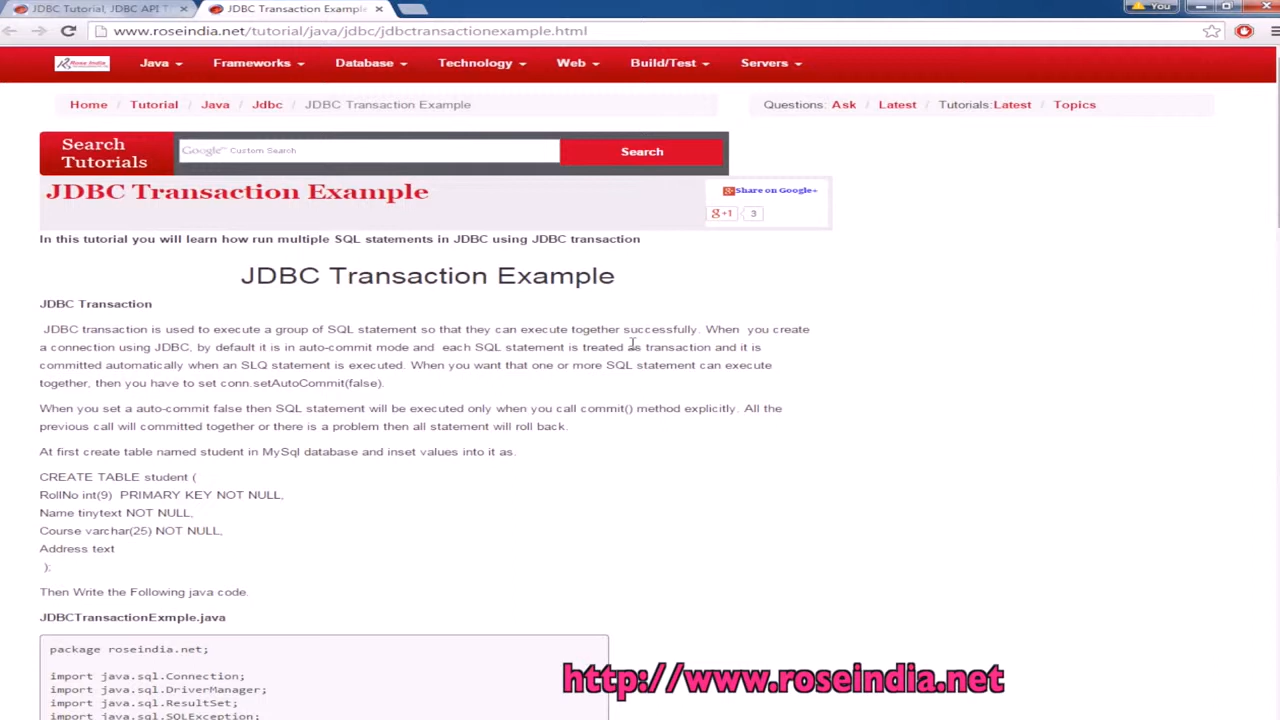 JDBC Tutorial, JDBC API T
JDBC Transaction Example
You
www.roseindia.net/tutorial/java/jdbc/jdbctransactionexample.html
Rose India
Java
Frameworks
Database
Technology
Web
Build/Test
Servers
Home / Tutorial / Java / Jdbc / JDBC Transaction Example
Questions: Ask / Latest / Tutorials:Latest / Topics
Search Tutorials
Google™ Custom Search
Search
JDBC Transaction Example
Share on Google+
g+1 3
In this tutorial you will learn how run multiple SQL statements in JDBC using JDBC transaction
JDBC Transaction Example
JDBC Transaction
JDBC transaction is used to execute a group of SQL statement so that they can execute together successfully. When you create
a connection using JDBC, by default it is in auto-commit mode and each SQL statement is treated as transaction and it is
committed automatically when an SLQ statement is executed. When you want that one or more SQL statement can execute
together, then you have to set conn.setAutoCommit(false).
When you set a auto-commit false then SQL statement will be executed only when you call commit() method explicitly. All the
previous call will committed together or there is a problem then all statement will roll back.
At first create table named student in MySql database and inset values into it as.
CREATE TABLE student (
RollNo int(9) PRIMARY KEY NOT NULL,
Name tinytext NOT NULL,
Course varchar(25) NOT NULL,
Address text
);
Then Write the Following java code.
JDBCTransactionExmple.java
package roseindia.net;
import java.sql.Connection;
import java.sql.DriverManager;
import java.sql.ResultSet;
import java.sql.SQLException;
http://www.roseindia.net